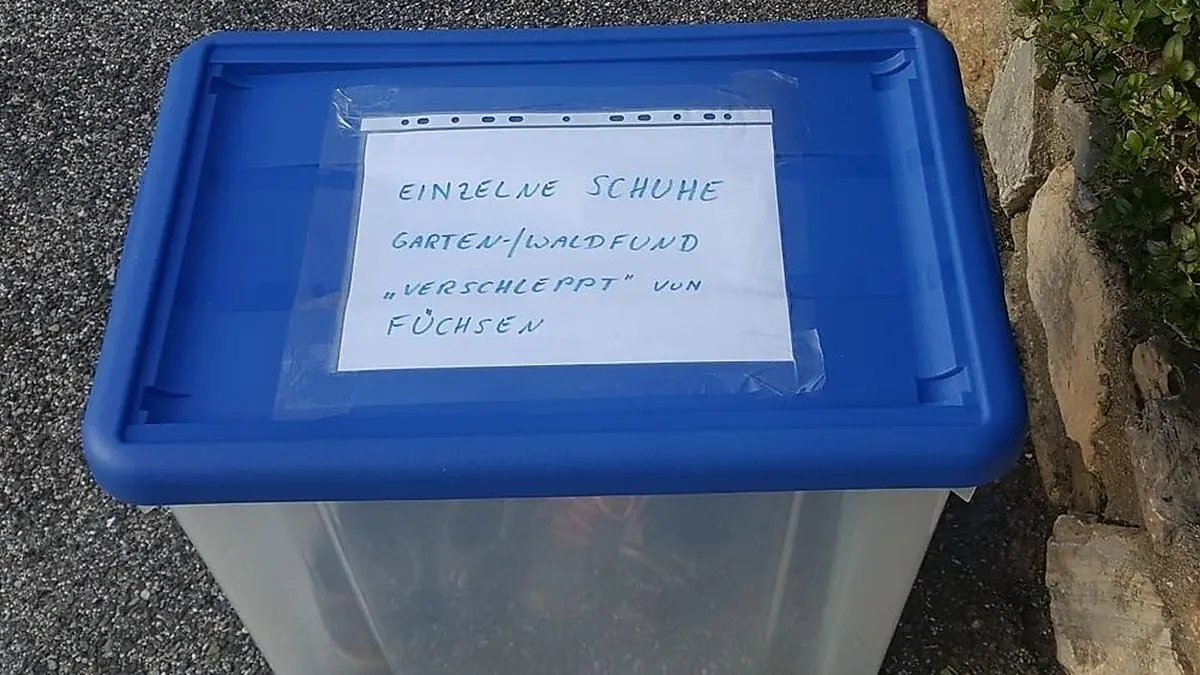 EINZELNE SCHUHE
GARTEN-/WALDFUND
„VERSCHLEPPT" VON
FÜCHSEN